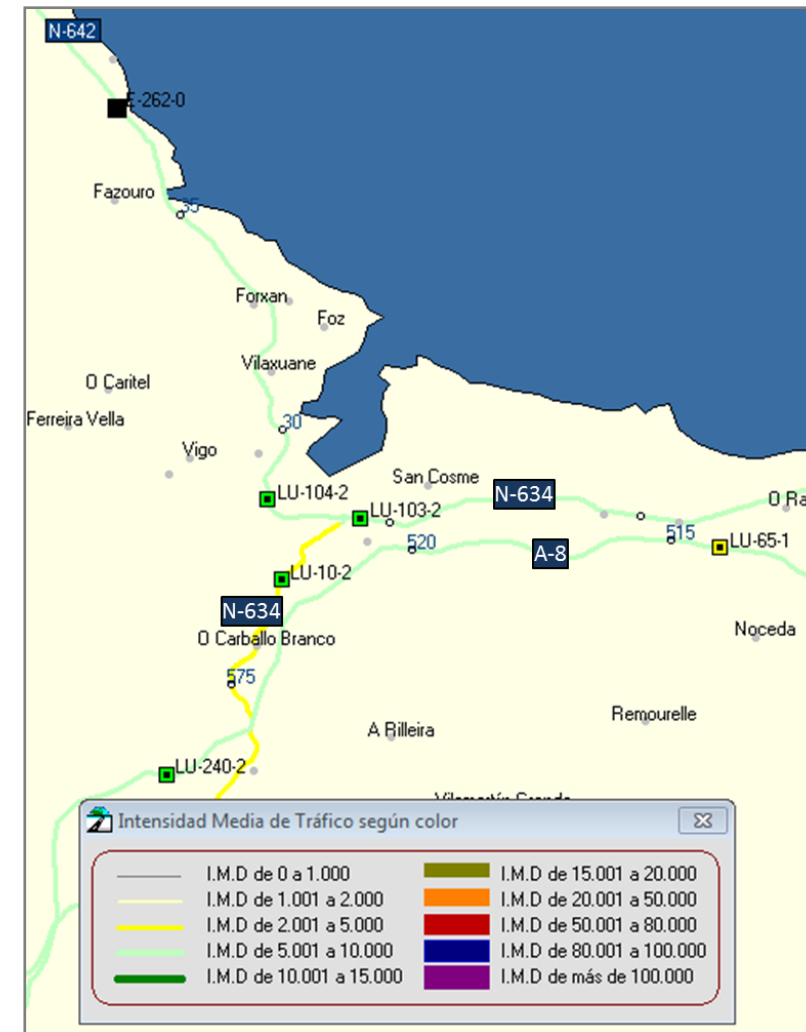 N-642
E-262-0
Fazouro
35
Forxan
Foz
Vilaxuane
O Caritel
Ferreira Vella
30
Vigo
San Cosme
LU-104-2
N-634
O Ra
LU-103-2
520
A-8
515
LU-65-1
LU-10-2
N-634
O Carballo Branco
Noceda
575
Remourelle
A Rilleira
LU-240-2
Intensidad Media de Tráfico según color
I.M.D de 0 a 1.000
I.M.D de 1.001 a 2.000
I.M.D de 2.001 a 5.000
I.M.D de 5.001 a 10.000
I.M.D de 10.001 a 15.000
I.M.D de 15.001 a 20.000
I.M.D de 20.001 a 50.000
I.M.D de 50.001 a 80.000
I.M.D de 80.001 a 100.000
I.M.D de más de 100.000